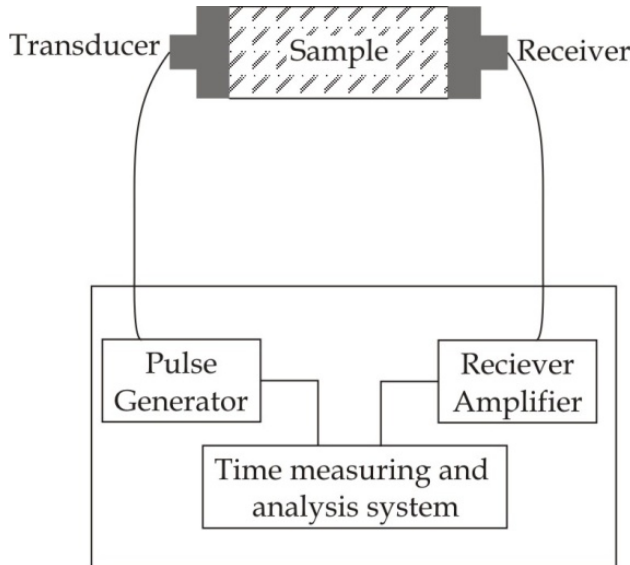 Transducer
Sample
Receiver
Pulse
Generator
Reciever
Amplifier
Time measuring and
analysis system